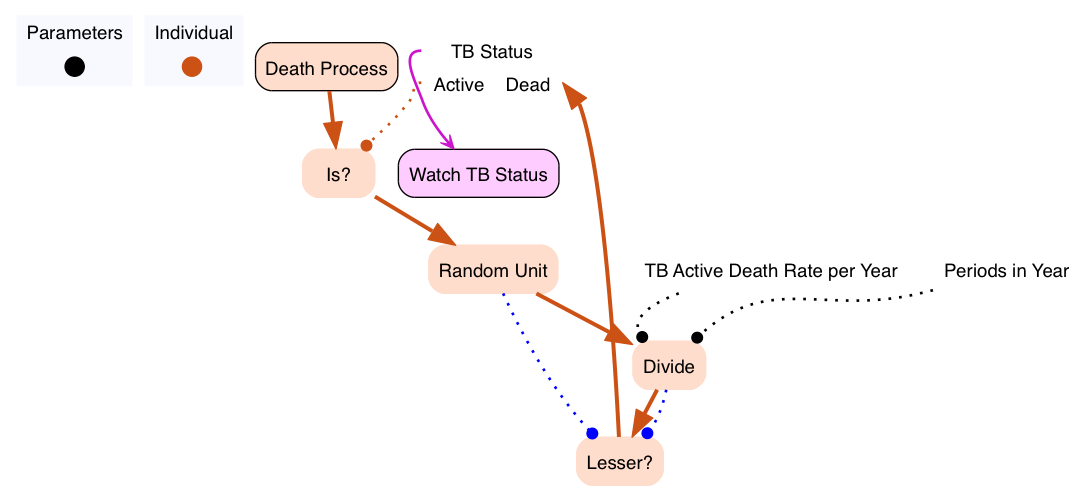 Parameters
Individual
Death Process
TB Status
Active
Dead
Is?
Watch TB Status
Random Unit
TB Active Death Rate per Year
Periods in Year
Divide
Lesser?